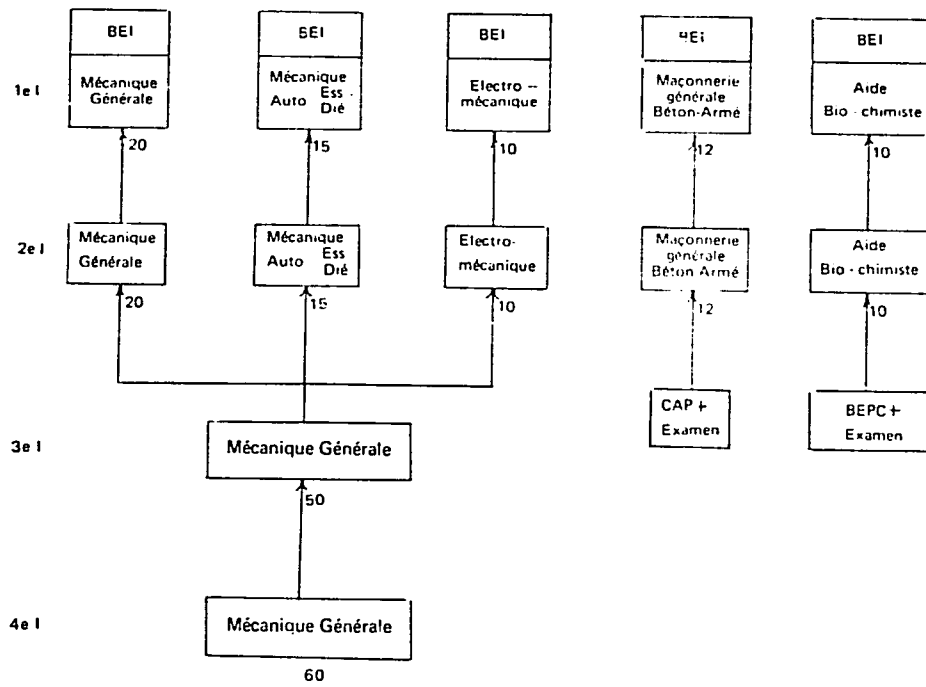 BEI
BEI
BEI
BEI
BEI
1e I
Mécanique
Générale
Mécanique
Auto Ess - Dié
Electro -
mécanique
Maçonnerie
générale
Béton-Armé
Aide
Bio - chimiste
20
15
10
12
10
2e I
Mécanique
Générale
Mécanique
Auto Ess Dié
Electro-
mécanique
Maçonnerie
générale
Béton Armé
Aide
Bio - chimiste
20
15
10
12
10
CAP +
Examen
BEPC +
Examen
3e I
Mécanique Générale
50
4e I
Mécanique Générale
60